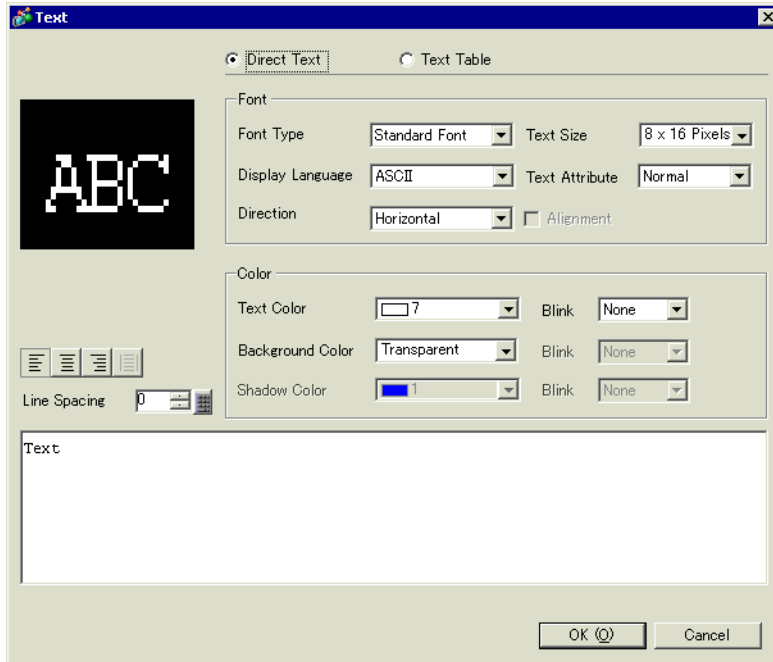 Text
Direct Text Text Table
ABC
Font
Font Type Standard Font Text Size 8 x 16 Pixels
Display Language ASCII Text Attribute Normal
Direction Horizontal Alignment
Color
Text Color 7 Blink None
Background Color Transparent Blink None
Shadow Color 1 Blink None
Line Spacing 0
Text
OK (O) Cancel